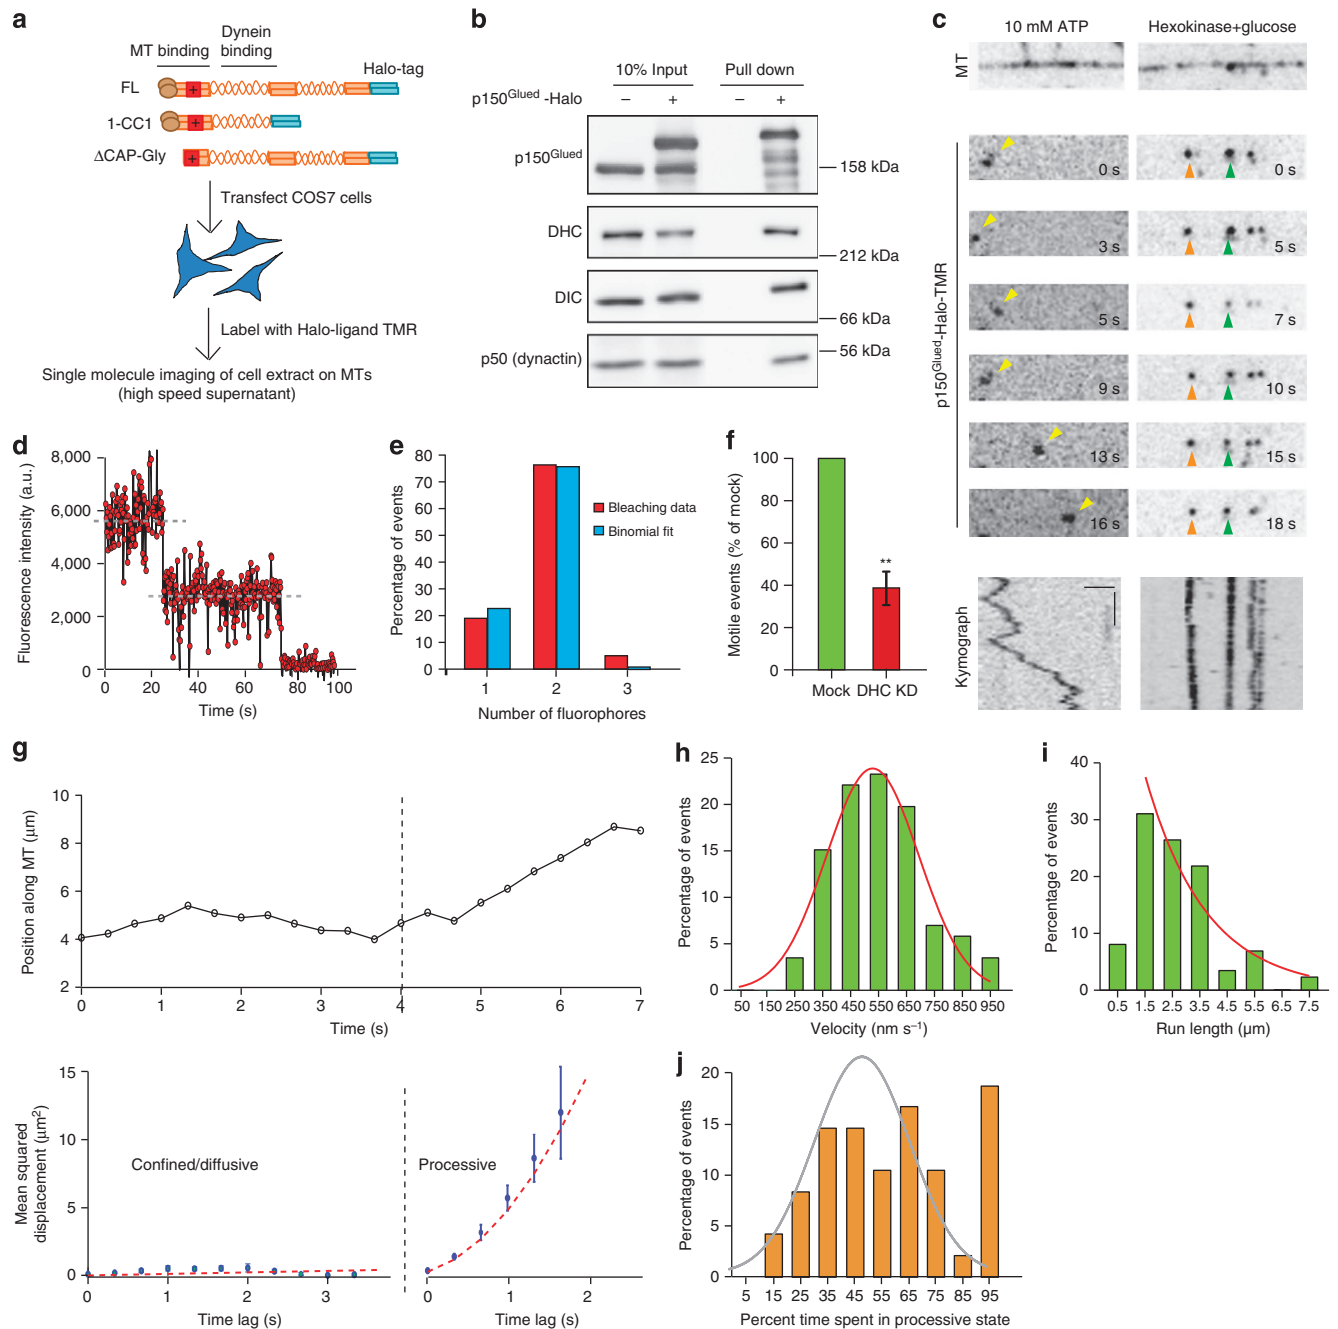 a
MT binding
Dynein
binding
Halo-tag
FL
+
1-CC1
+
ΔCAP-Gly
+
Transfect COS7 cells
Label with Halo-ligand TMR
Single molecule imaging of cell extract on MTs
(high speed supernatant)
b
10% Input
Pull down
p150Glued -Halo
– + – +
p150Glued
158 kDa
DHC
212 kDa
DIC
66 kDa
p50 (dynactin)
56 kDa
c
10 mM ATP
Hexokinase+glucose
MT
p150Glued-Halo-TMR
0 s
0 s
3 s
5 s
5 s
7 s
9 s
10 s
13 s
15 s
16 s
18 s
Kymograph
d
Fluorescence intensity (a.u.)
8,000
6,000
4,000
2,000
0
0 20 40 60 80 100
Time (s)
e
Percentage of events
80
70
60
50
40
30
20
10
0
Bleaching data
Binomial fit
1 2 3
Number of fluorophores
f
Motile events (% of mock)
100
80
60
40
20
0
**
Mock DHC KD
g
Position along MT (μm)
10
8
6
4
2
0 1 2 3 4 5 6 7
Time (s)
Mean squared
displacement (μm²)
15
10
5
0
Confined/diffusive
Processive
0 1 2 3
Time lag (s)
0 1 2
Time lag (s)
h
Percentage of events
25
20
15
10
5
0
50 150 250 350 450 550 650 750 850 950
Velocity (nm s⁻¹)
i
Percentage of events
40
30
20
10
0
0.5 1.5 2.5 3.5 4.5 5.5 6.5 7.5
Run length (μm)
j
Percentage of events
20
15
10
5
0
5 15 25 35 45 55 65 75 85 95
Percent time spent in processive state